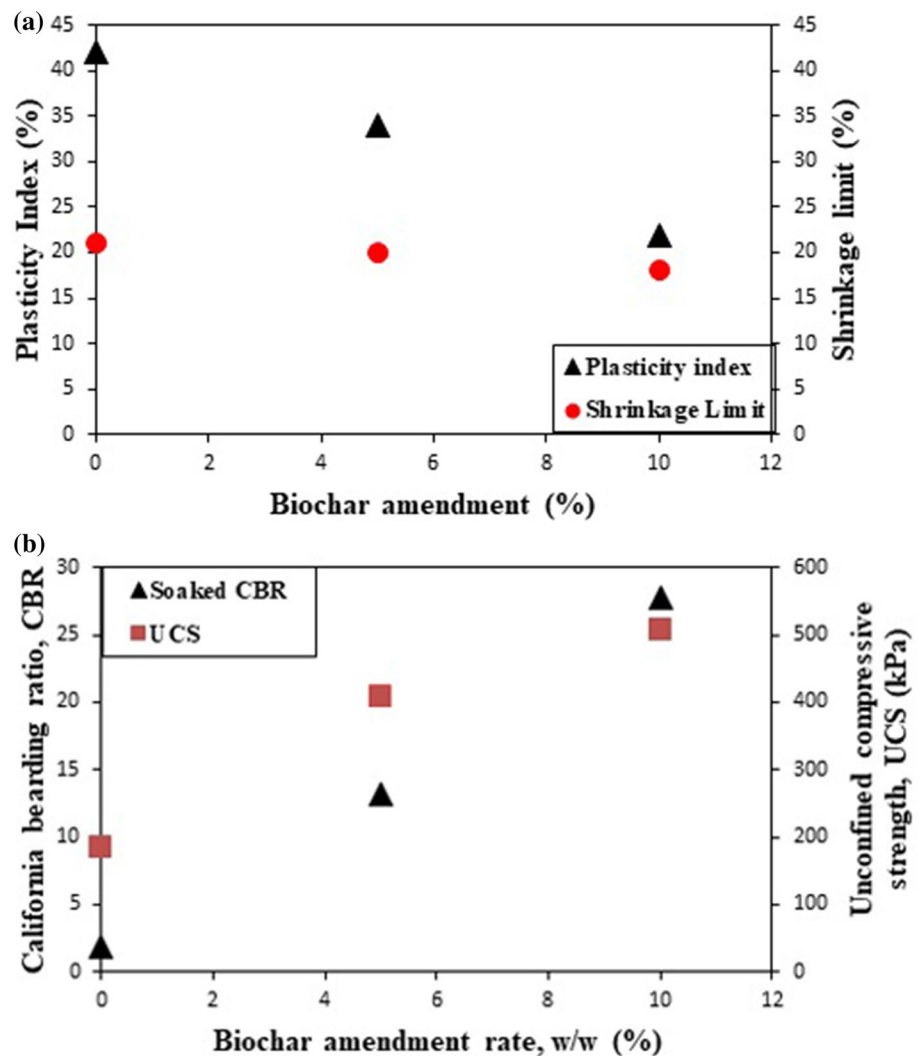 (a)
45
40
35
30
25
20
15
10
5
0
Plasticity Index (%)
45
40
35
30
25
20
15
10
5
0
Shrinkage limit (%)
Plasticity index
Shrinkage Limit
0 2 4 6 8 10 12
Biochar amendment (%)
(b)
30
25
20
15
10
5
0
California bearding ratio, CBR
600
500
400
300
200
100
0
Unconfined compressive
strength, UCS (kPa)
Soaked CBR
UCS
0 2 4 6 8 10 12
Biochar amendment rate, w/w (%)